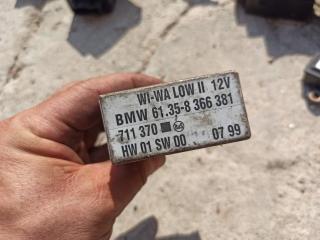 WI-WA LOW II 12V
BMW 61.35-8 366 381
711 370
HW 01 SW 00 07 99